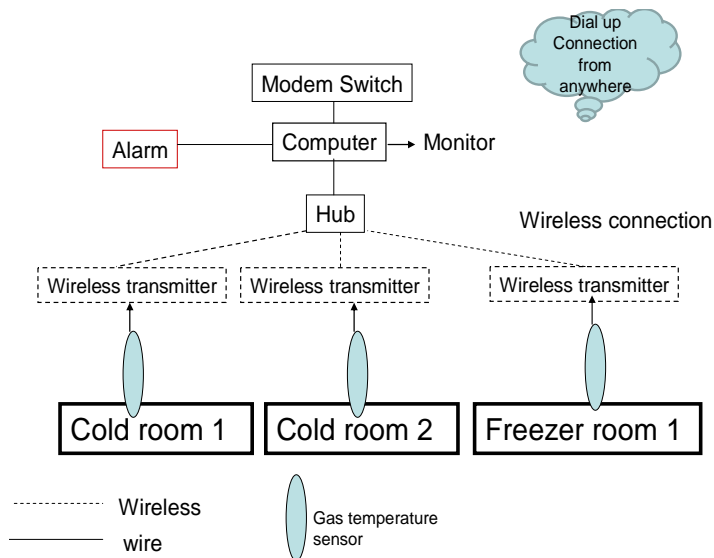 Dial up
Connection
from
anywhere
Modem Switch
Alarm
Computer
Monitor
Hub
Wireless connection
Wireless transmitter
Wireless transmitter
Wireless transmitter
Cold room 1
Cold room 2
Freezer room 1
Wireless
wire
Gas temperature
sensor